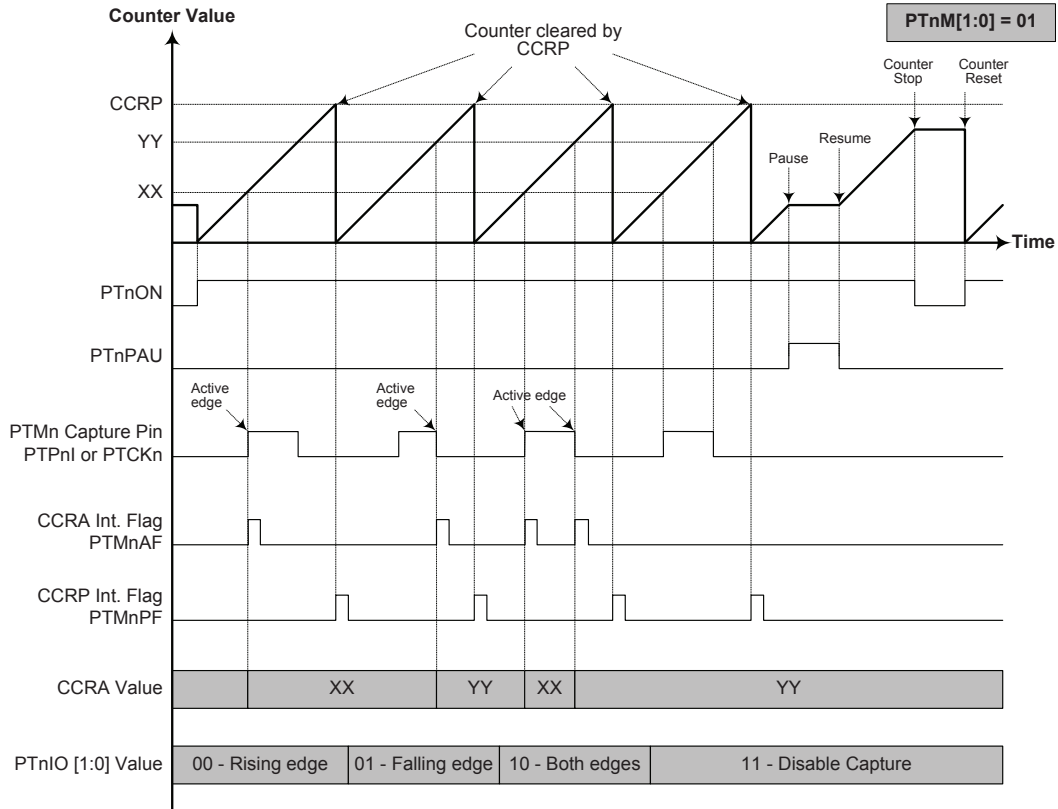 Counter Value
PTnM[1:0] = 01
Counter cleared by
CCRP
Counter
Stop
Counter
Reset
CCRP
YY
XX
Pause
Resume
Time
PTnON
PTnPAU
Active
edge
Active
edge
Active edge
PTMn Capture Pin
PTPnI or PTCKn
CCRA Int. Flag
PTMnAF
CCRP Int. Flag
PTMnPF
CCRA Value
XX
YY
XX
YY
PTnIO [1:0] Value
00 - Rising edge
01 - Falling edge
10 - Both edges
11 - Disable Capture